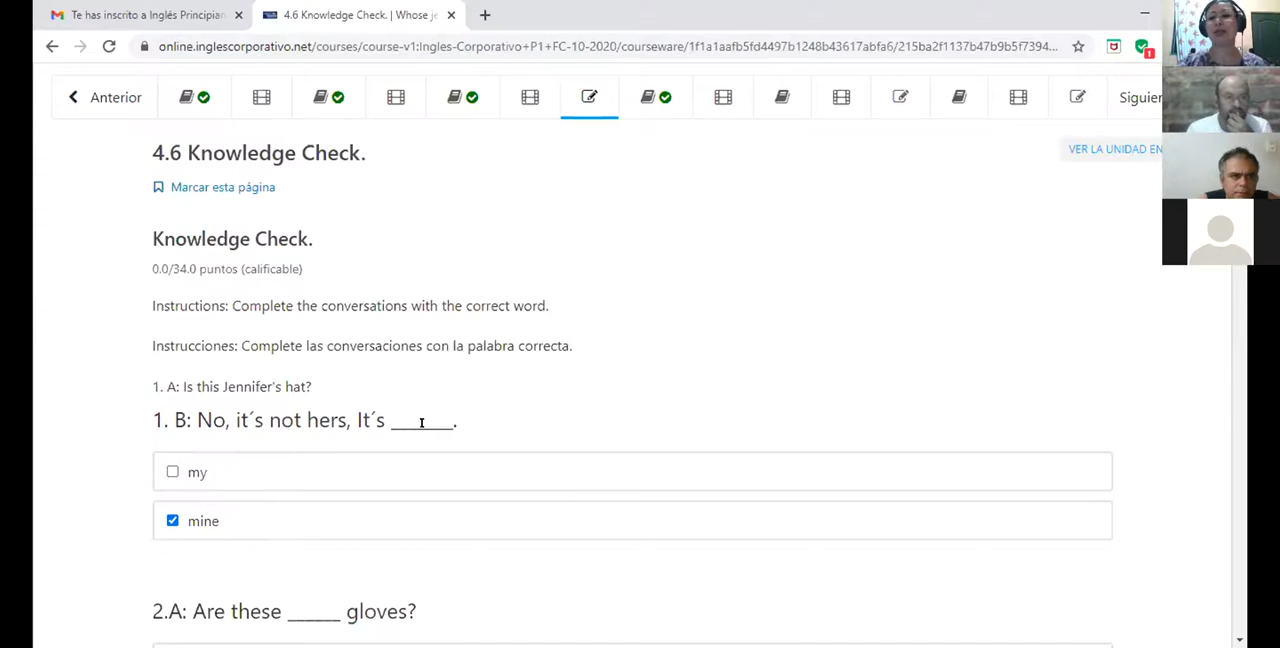 Te has inscrito a Inglés Principian
4.6 Knowledge Check. | Whose je
online.inglescorporativo.net/courses/course-v1:Ingles-Corporativo+P1+FC-10-2020/courseware/1f1a1aafb5fd4497b1248b43617abfa6/215ba2f1137b47b9b5f7394...
1
Anterior
Siguien
4.6 Knowledge Check.
VER LA UNIDAD EN
Marcar esta página
Knowledge Check.
0.0/34.0 puntos (calificable)
Instructions: Complete the conversations with the correct word.
Instrucciones: Complete las conversaciones con la palabra correcta.
1. A: Is this Jennifer's hat?
1. B: No, it´s not hers, It´s ______.
my
mine
2.A: Are these _____ gloves?